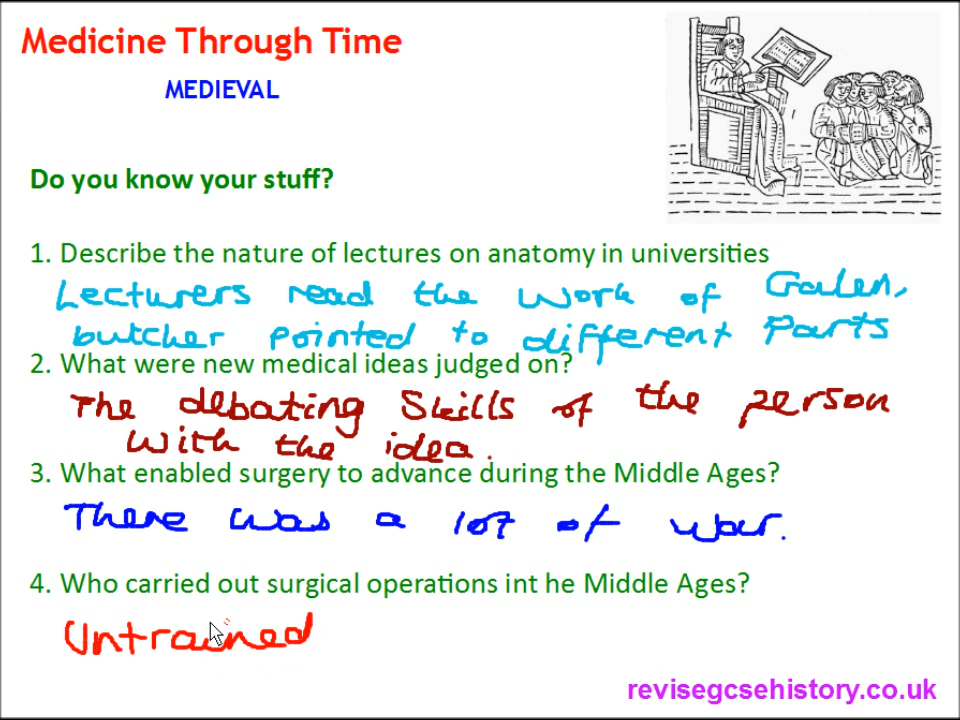 Medicine Through Time
MEDIEVAL
Do you know your stuff?
1. Describe the nature of lectures on anatomy in universities
Lecturers read the work of Galen,
butcher pointed to different Parts
2. What were new medical ideas judged on?
The debating Skills of the person
with the idea.
3. What enabled surgery to advance during the Middle Ages?
There was a lot of war.
4. Who carried out surgical operations int he Middle Ages?
Untrained
revisegcsehistory.co.uk